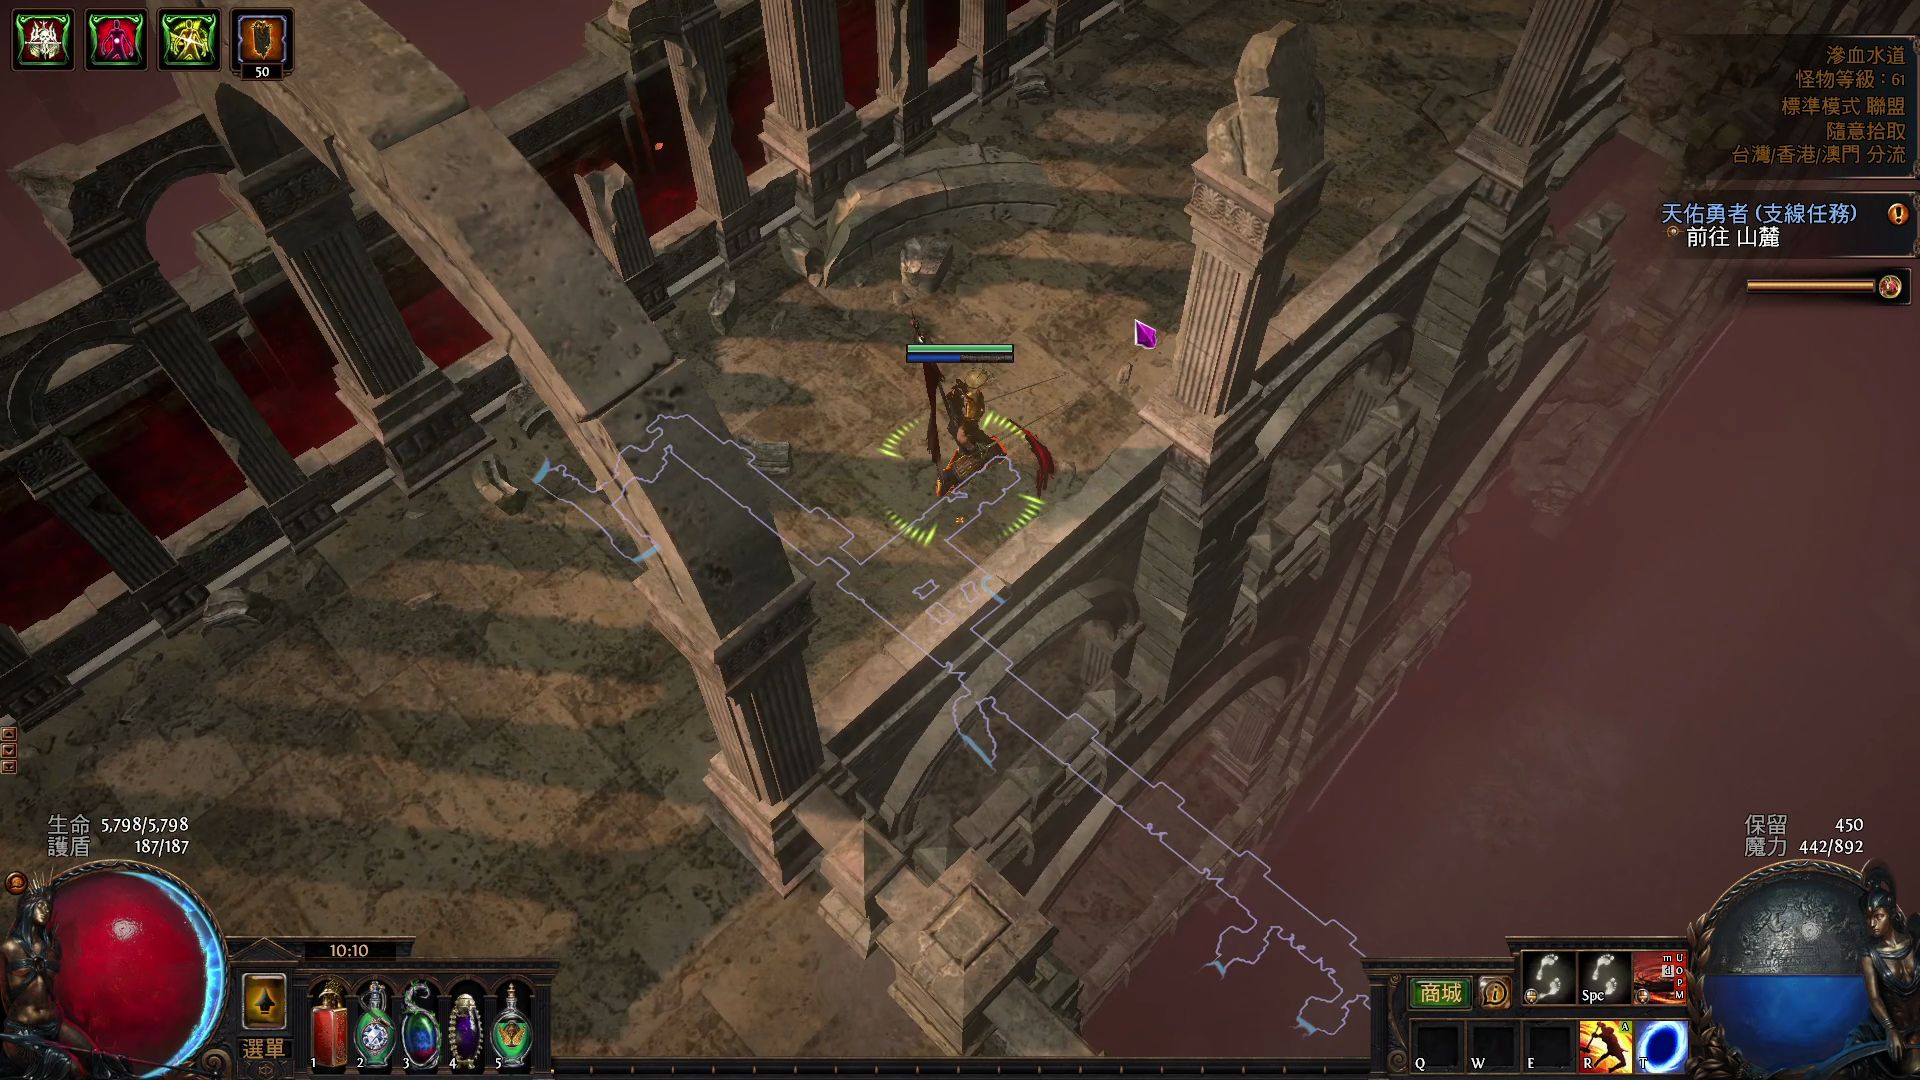 50
滲血水道
怪物等級：61
標準模式 聯盟
隨意拾取
台灣/香港/澳門 分流
天佑勇者 (支線任務)
前往 山麓
生命 5,798/5,798
護盾 187/187
保留 450
魔力 442/892
10:10
選單
1 2 3 4 5
商城
Spc
m U
d O
P
M
Q W E R A T